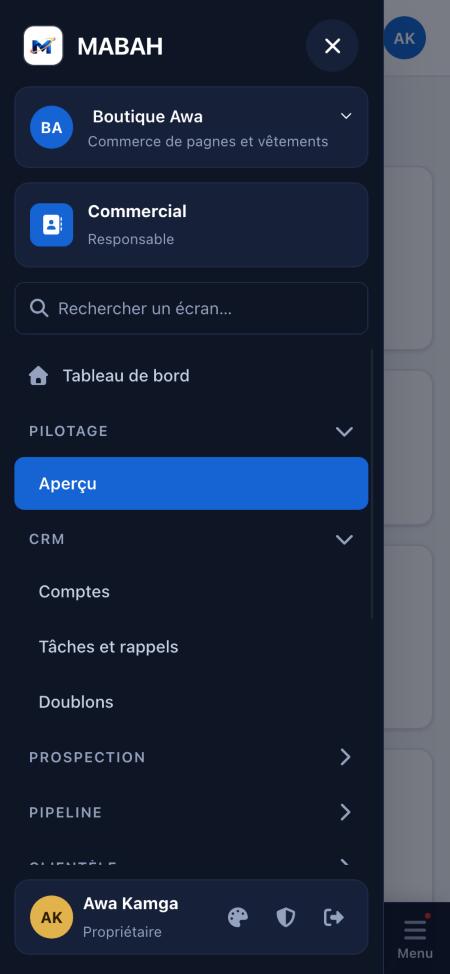 MABAH
AK
BA
Boutique Awa
Commerce de pagnes et vêtements
Commercial
Responsable
Rechercher un écran...
Tableau de bord
PILOTAGE
Aperçu
CRM
Comptes
Tâches et rappels
Doublons
PROSPECTION
PIPELINE
CLIENTÈLE
AK
Awa Kamga
Propriétaire
Menu